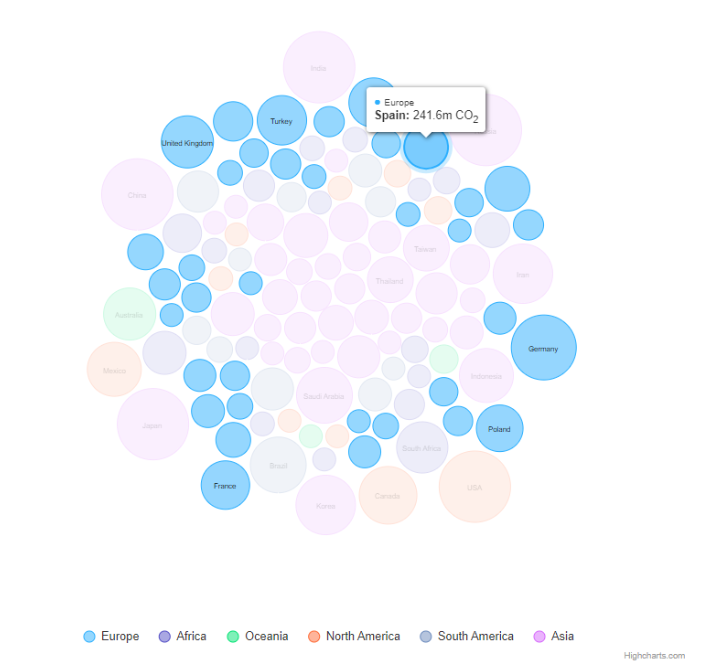 India
Europe
Spain: 241.6m CO2
Turkey
United Kingdom
China
Taiwan
Iran
Thailand
Australia
Germany
Mexico
Indonesia
Saudi Arabia
Japan
Poland
South Africa
Brazil
France
USA
Canada
Korea
Europe
Africa
Oceania
North America
South America
Asia
Highcharts.com